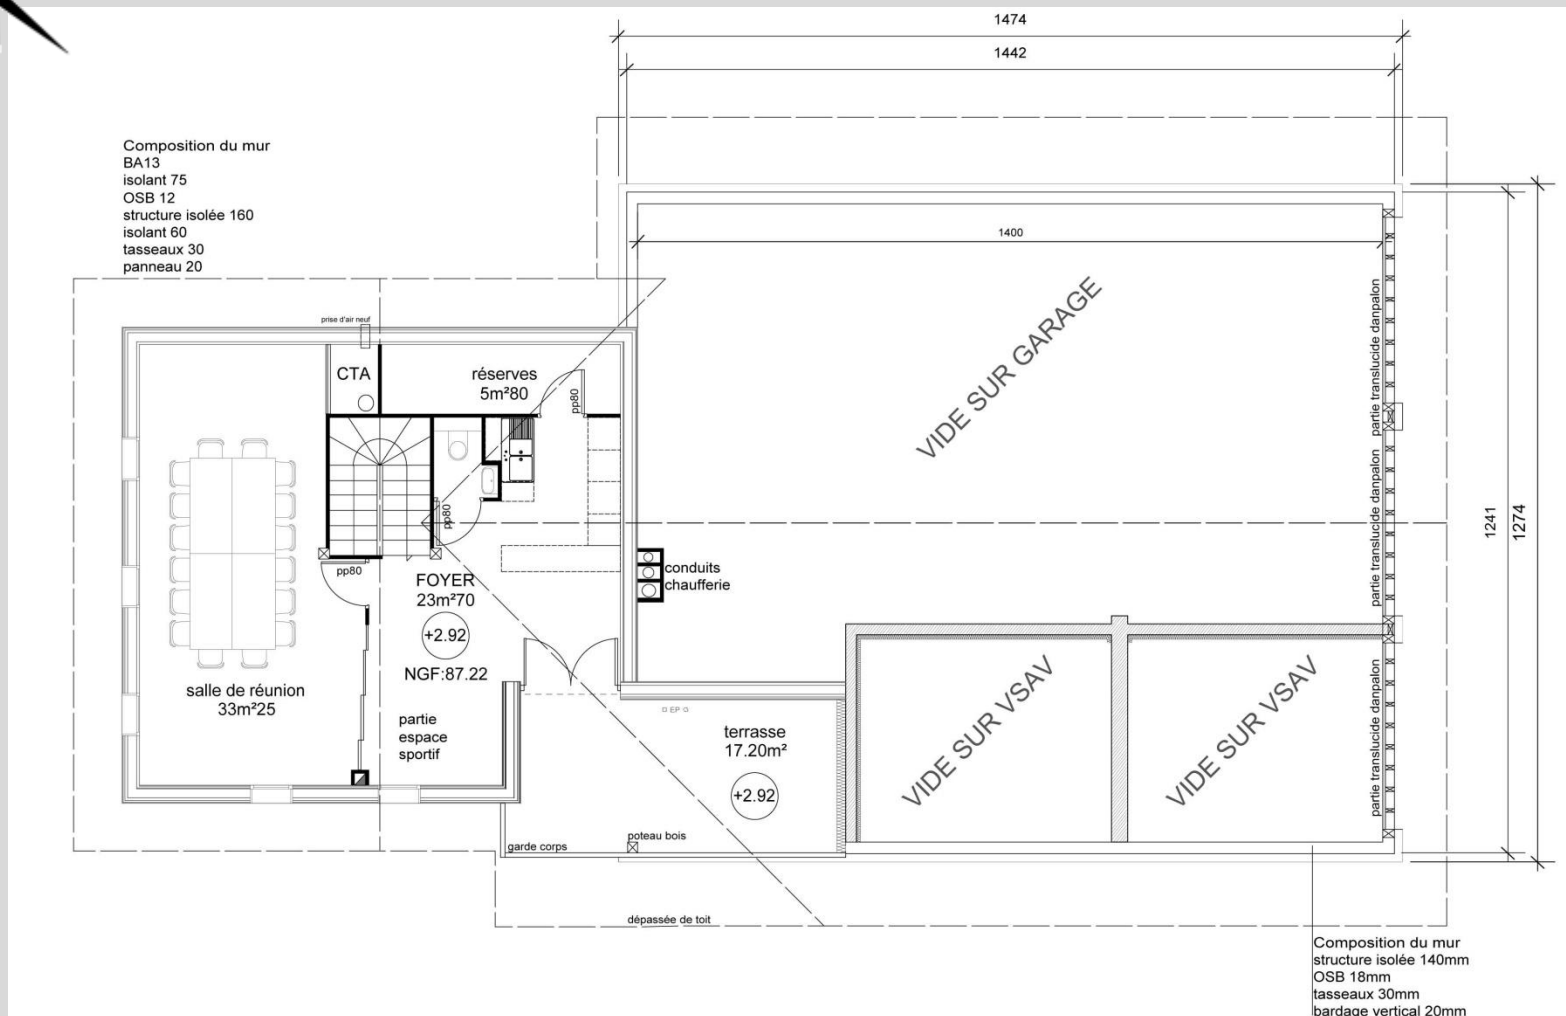 1474
1442
Composition du mur
BA13
isolant 75
OSB 12
structure isolée 160
isolant 60
tasseaux 30
panneau 20
1400
prise d'air neuf
CTA
réserves
5m²80
pp80
VIDE SUR GARAGE
partie translucide danpalon
partie translucide danpalon
partie translucide danpalon
1241
1274
pp80
pp80
FOYER
23m²70
+2.92
NGF:87.22
conduits
chaufferie
salle de réunion
33m²25
partie
espace
sportif
EP
terrasse
17.20m²
+2.92
VIDE SUR VSAV
VIDE SUR VSAV
garde corps
poteau bois
dépassée de toit
Composition du mur
structure isolée 140mm
OSB 18mm
tasseaux 30mm
bardage vertical 20mm